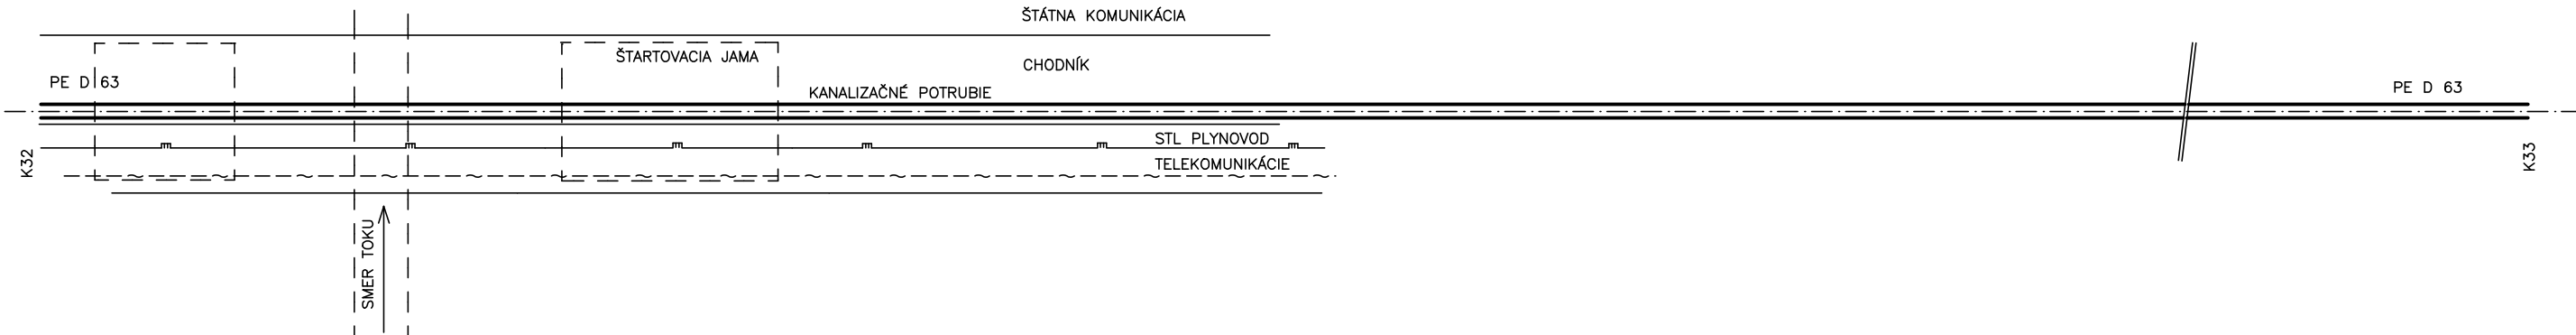 ŠTÁTNA KOMUNIKÁCIA
ŠTARTOVACIA JAMA
CHODNÍK
PE D 63
KANALIZAČNÉ POTRUBIE
PE D 63
STL PLYNOVOD
TELEKOMUNIKÁCIE
K32
K33
SMER TOKU